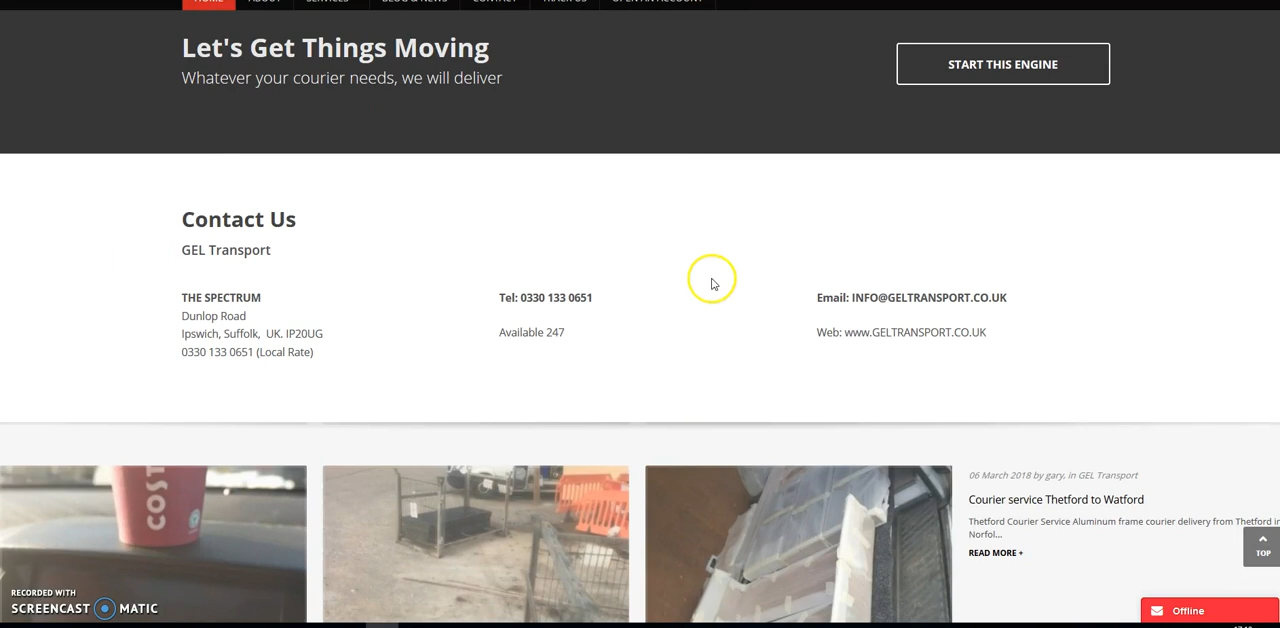 Let's Get Things Moving
Whatever your courier needs, we will deliver
START THIS ENGINE
Contact Us
GEL Transport
THE SPECTRUM
Dunlop Road
Ipswich, Suffolk, UK. IP20UG
0330 133 0651 (Local Rate)
Tel: 0330 133 0651
Available 247
Email: INFO@GELTRANSPORT.CO.UK
Web: www.GELTRANSPORT.CO.UK
COST
06 March 2018 by gary, in GEL Transport
Courier service Thetford to Watford
Thetford Courier Service Aluminum frame courier delivery from Thetford in
Norfol...
READ MORE +
TOP
Offline
RECORDED WITH
SCREENCAST MATIC